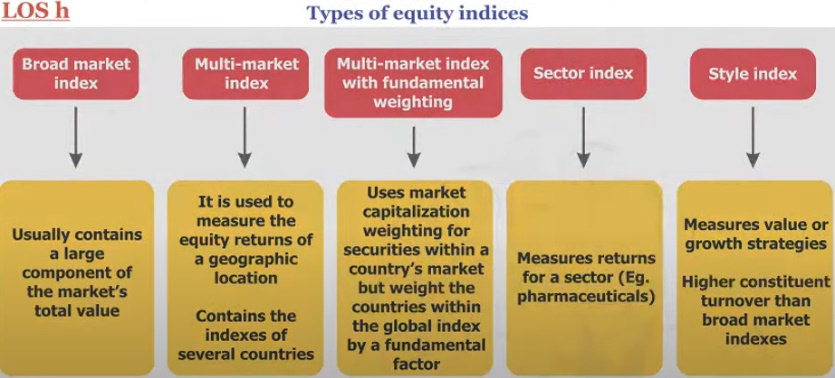 LOS h
Types of equity indices
Broad market
index
Multi-market
index
Multi-market index
with fundamental
weighting
Sector index
Style index
Usually contains
a large
component of
the market's
total value
It is used to
measure the
equity returns of
a geographic
location
Contains the
indexes of
several countries
Uses market
capitalization
weighting for
securities within a
country's market
but weight the
countries within
the global index
by a fundamental
factor
Measures returns
for a sector (Eg.
pharmaceuticals)
Measures value or
growth strategies
Higher constituent
turnover than
broad market
indexes